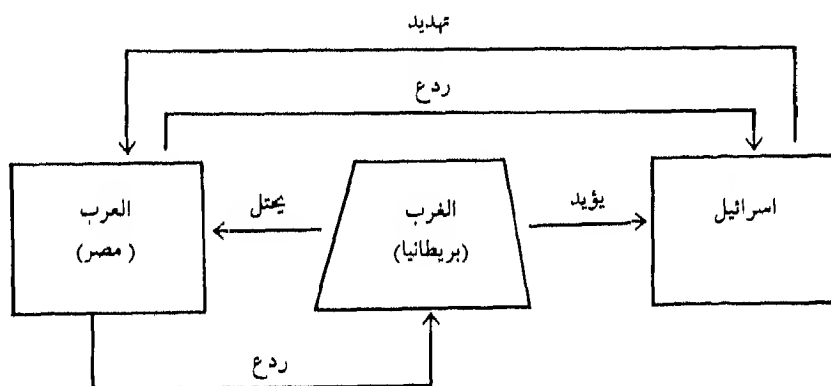 تهديد
ردع
العرب
(مصر)
يحتل
الغرب
(بريطانيا)
يؤيد
اسرائيل
ردع